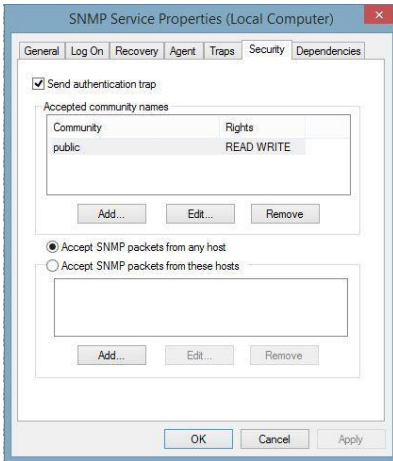 SNMP Service Properties (Local Computer)
General Log On Recovery Agent Traps Security Dependencies
Send authentication trap
Accepted community names
Community Rights
public READ WRITE
Add... Edit... Remove
Accept SNMP packets from any host
Accept SNMP packets from these hosts
Add... Edit... Remove
OK Cancel Apply